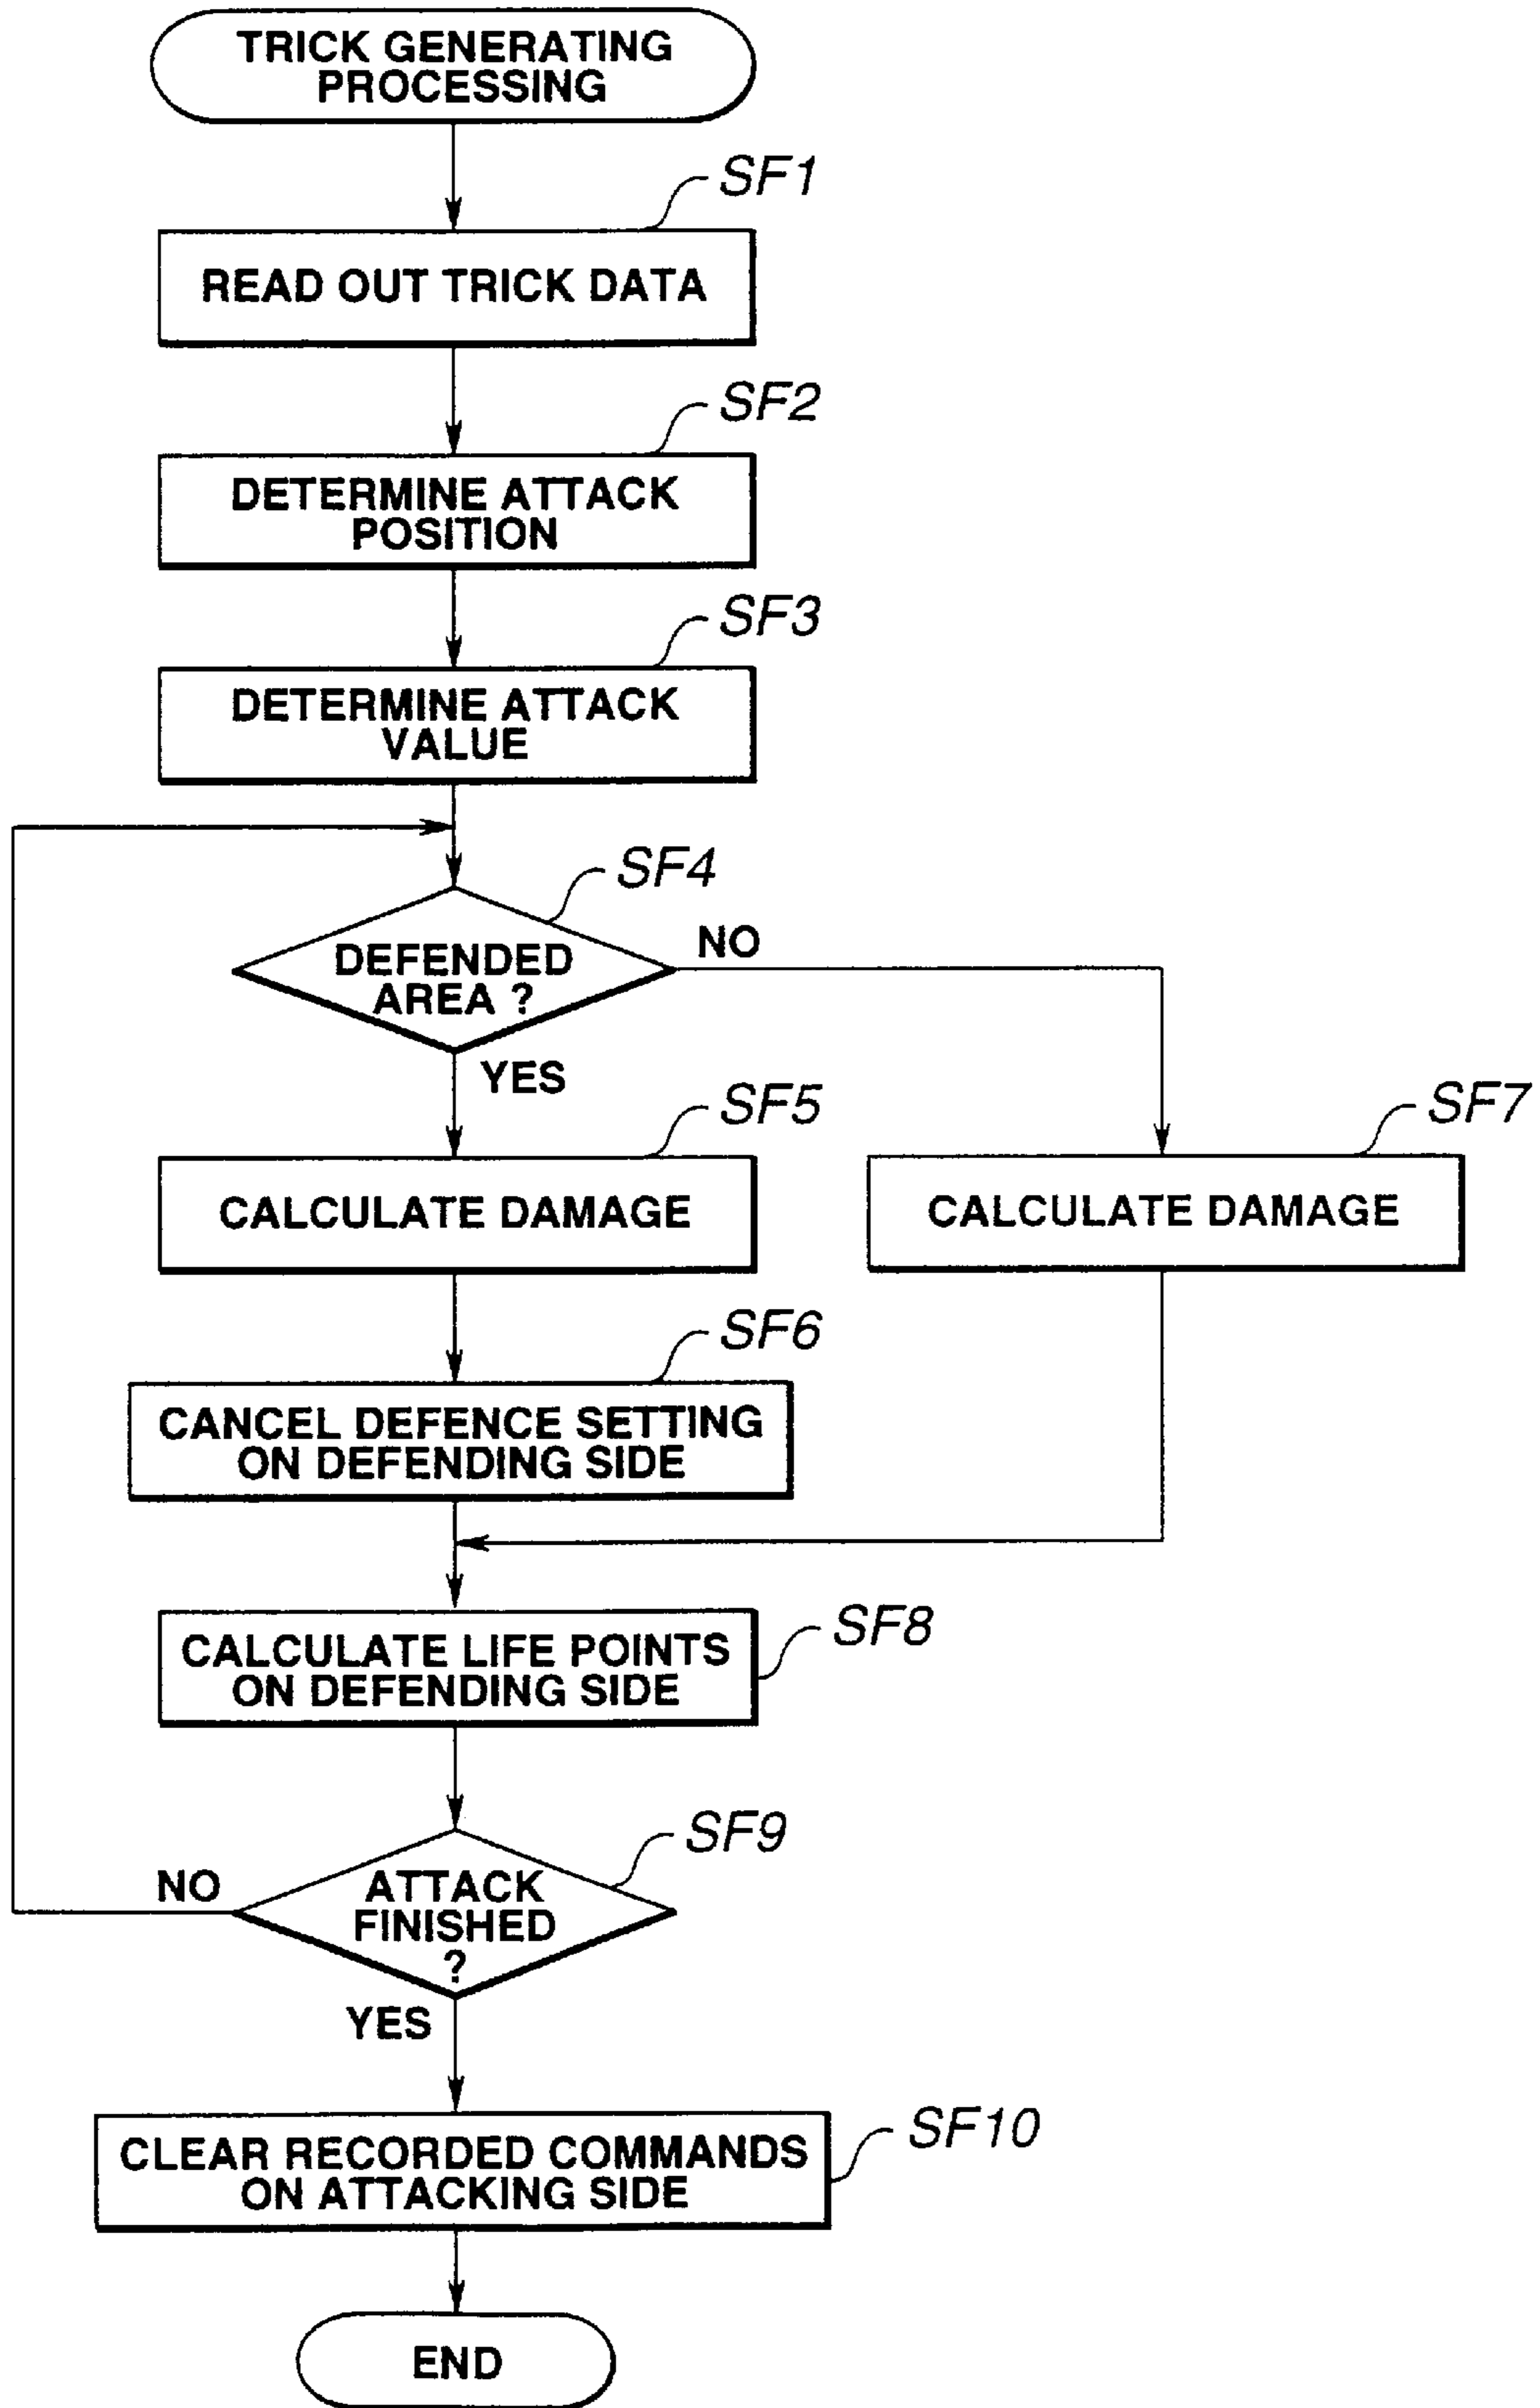 TRICK GENERATING
PROCESSING
SF1
READ OUT TRICK DATA
SF2
DETERMINE ATTACK
POSITION
SF3
DETERMINE ATTACK
VALUE
SF4
DEFENDED
AREA ?
NO
YES
SF5
CALCULATE DAMAGE
SF7
CALCULATE DAMAGE
SF6
CANCEL DEFENCE SETTING
ON DEFENDING SIDE
SF8
CALCULATE LIFE POINTS
ON DEFENDING SIDE
SF9
ATTACK
FINISHED
?
NO
YES
SF10
CLEAR RECORDED COMMANDS
ON ATTACKING SIDE
END